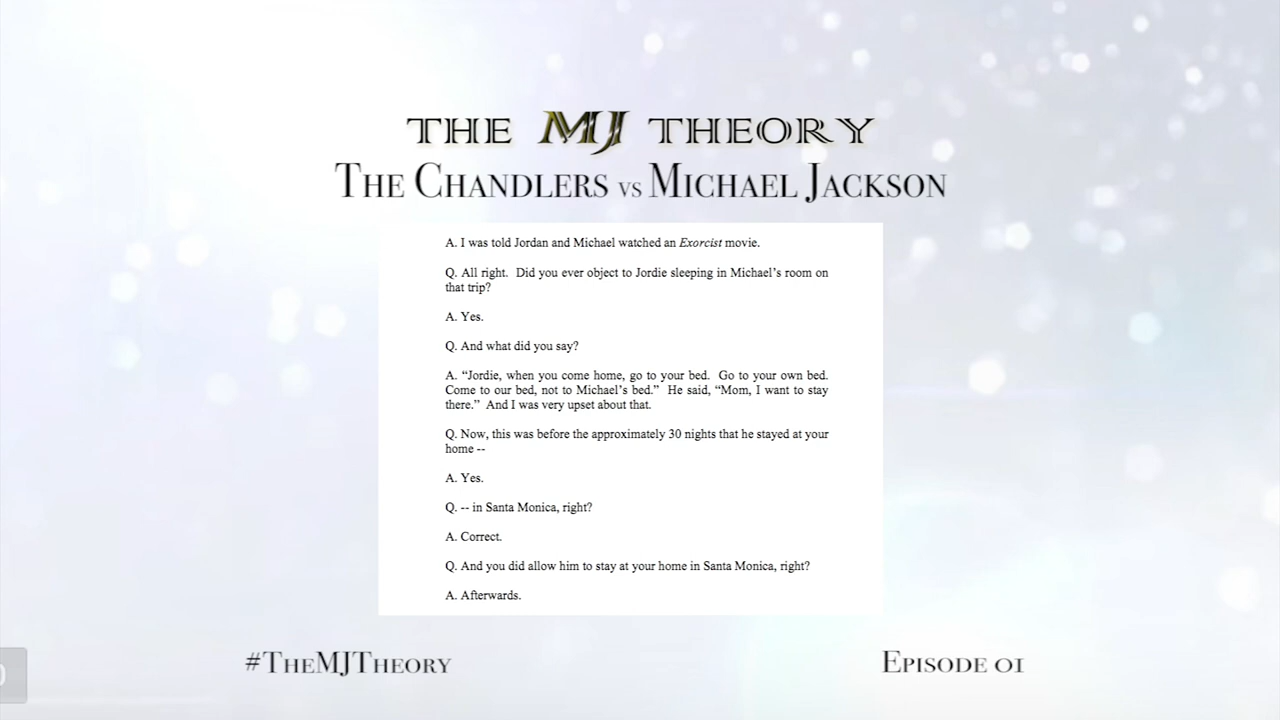 THE MJ THEORY
THE CHANDLERS VS MICHAEL JACKSON
A. I was told Jordan and Michael watched an Exorcist movie.
Q. All right. Did you ever object to Jordie sleeping in Michael's room on
that trip?
A. Yes.
Q. And what did you say?
A. “Jordie, when you come home, go to your bed. Go to your own bed.
Come to our bed, not to Michael's bed.” He said, “Mom, I want to stay
there.” And I was very upset about that.
Q. Now, this was before the approximately 30 nights that he stayed at your
home --
A. Yes.
Q. -- in Santa Monica, right?
A. Correct.
Q. And you did allow him to stay at your home in Santa Monica, right?
A. Afterwards.
#TheMJTheory
Episode 01